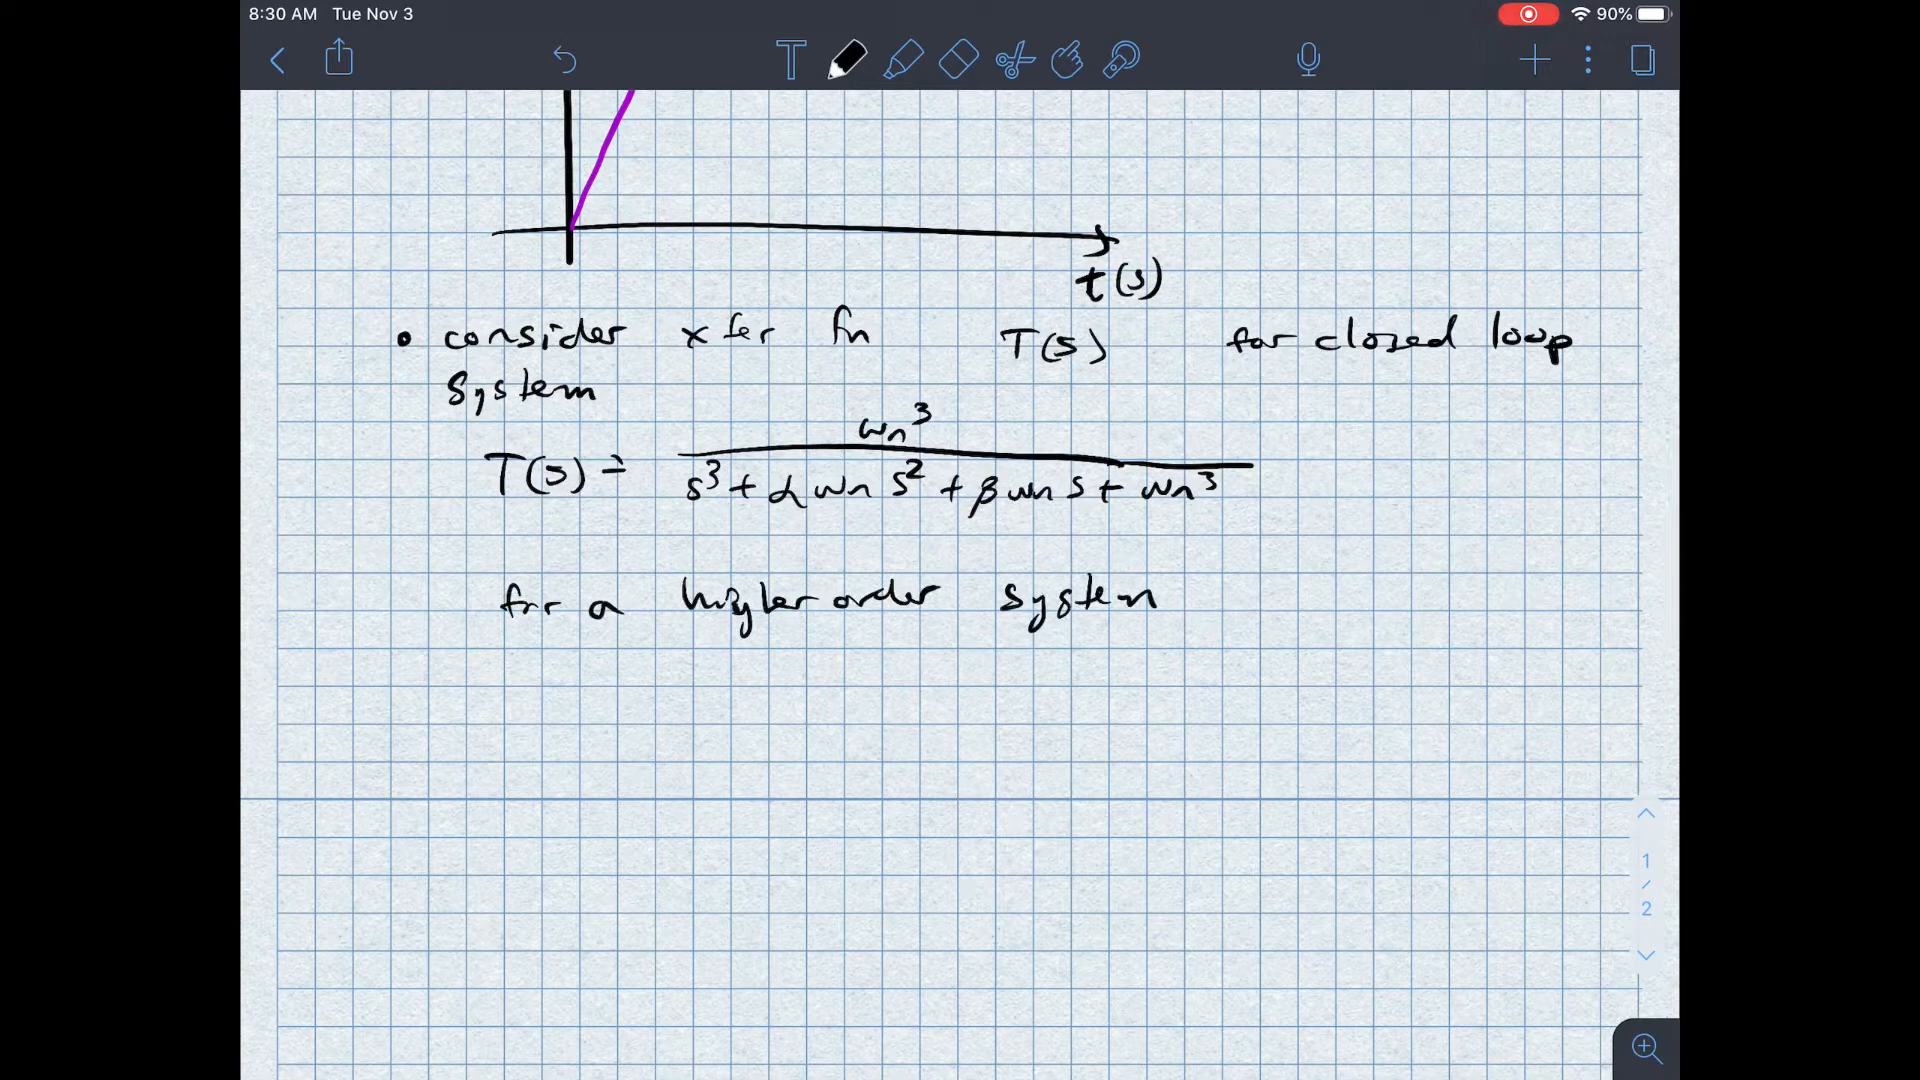 8:30 AM Tue Nov 3
90%
T
t(s)
• consider xfer fn T(s) for closed loop
system
ωn³
T(s) =
s³ + α ωn s² + β ωn s + ωn³
for a higher order system
1
/
2